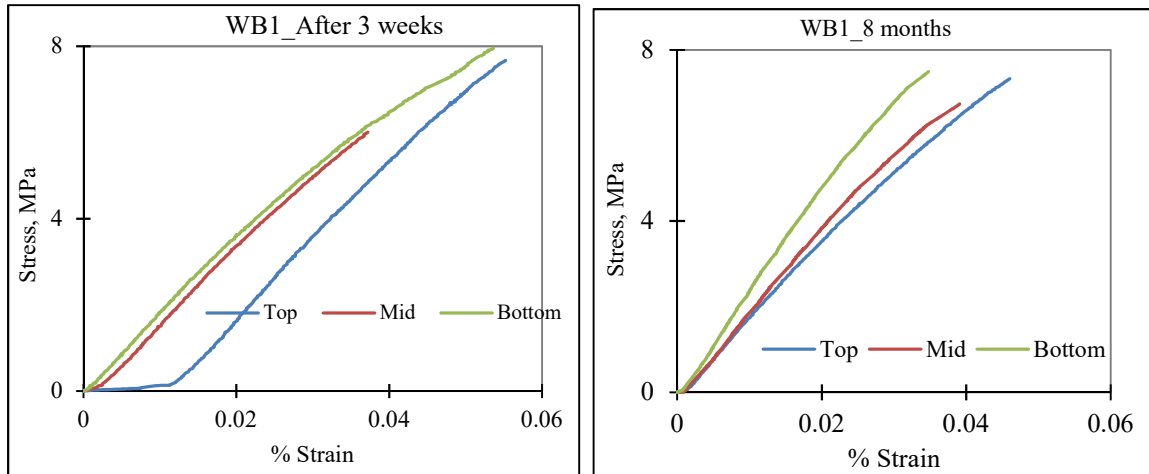 WB1_After 3 weeks
8
4
0
Stress, MPa
Top Mid Bottom
0 0.02 0.04 0.06
% Strain
WB1_8 months
8
4
0
Stress, MPa
Top Mid Bottom
0 0.02 0.04 0.06
% Strain